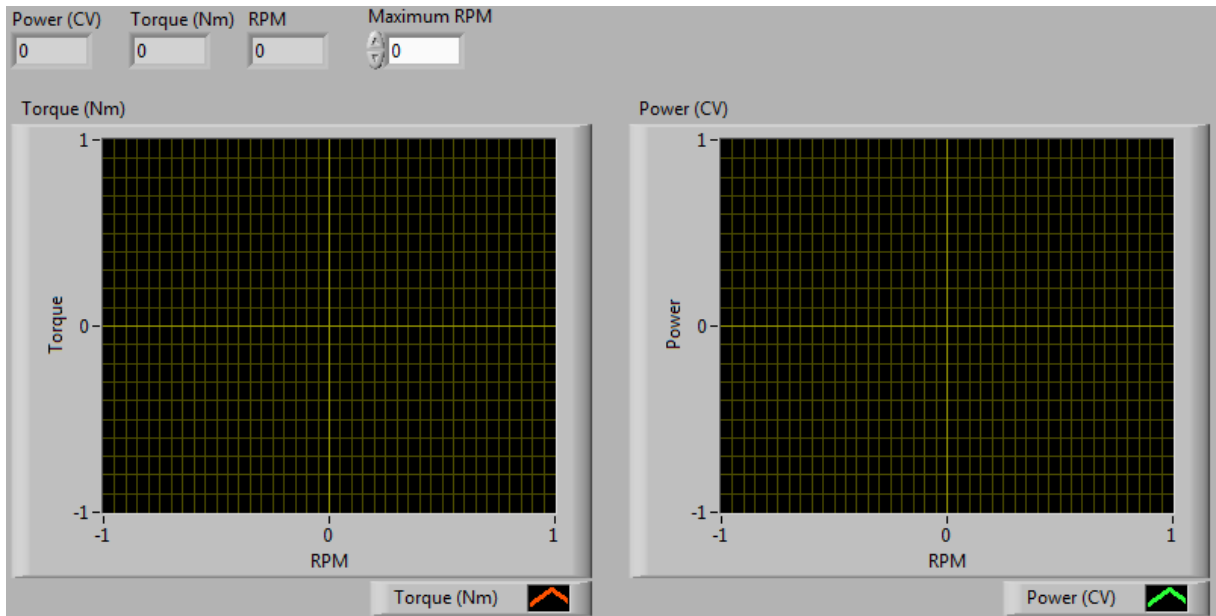 Power (CV) Torque (Nm) RPM Maximum RPM
0 0 0 0
Torque (Nm)
1
0
-1
Torque
-1 0 1
RPM
Torque (Nm)
Power (CV)
1
0
-1
Power
-1 0 1
RPM
Power (CV)